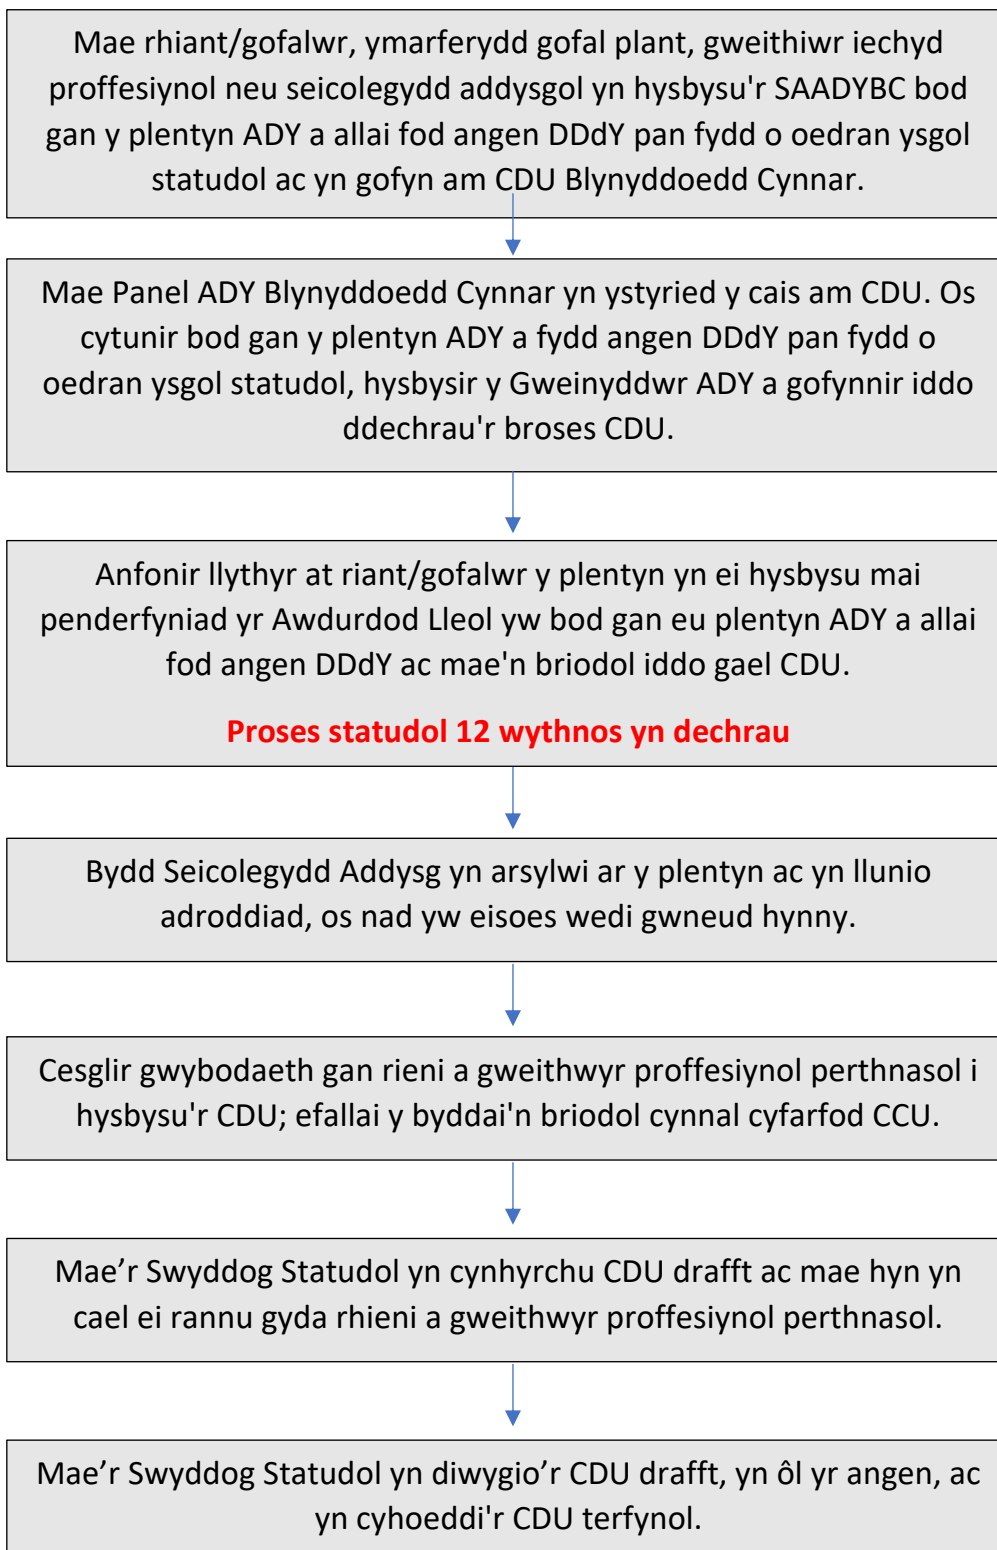 Mae rhiant/gofalwr, ymarferydd gofal plant, gweithiwr iechyd
proffesiynol neu seicolegydd addysgol yn hysbysu'r SAADYBC bod
gan y plentyn ADY a allai fod angen DDdY pan fydd o oedran ysgol
statudol ac yn gofyn am CDU Blynyddoedd Cynnar.
Mae Panel ADY Blynyddoedd Cynnar yn ystyried y cais am CDU. Os
cytunir bod gan y plentyn ADY a fydd angen DDdY pan fydd o
oedran ysgol statudol, hysbysir y Gweinyddwr ADY a gofynnir iddo
ddechrau'r broses CDU.
Anfonir llythyr at riant/gofalwr y plentyn yn ei hysbysu mai
penderfyniad yr Awdurdod Lleol yw bod gan eu plentyn ADY a allai
fod angen DDdY ac mae'n briodol iddo gael CDU.
Proses statudol 12 wythnos yn dechrau
Bydd Seicolegydd Addysg yn arsylwi ar y plentyn ac yn llunio
adroddiad, os nad yw eisoes wedi gwneud hynny.
Cesglir gwybodaeth gan rieni a gweithwyr proffesiynol perthnasol i
hysbysu'r CDU; efallai y byddai'n briodol cynnal cyfarfod CCU.
Mae’r Swyddog Statudol yn cynhyrchu CDU drafft ac mae hyn yn
cael ei rannu gyda rhieni a gweithwyr proffesiynol perthnasol.
Mae’r Swyddog Statudol yn diwygio’r CDU drafft, yn ôl yr angen, ac
yn cyhoeddi'r CDU terfynol.